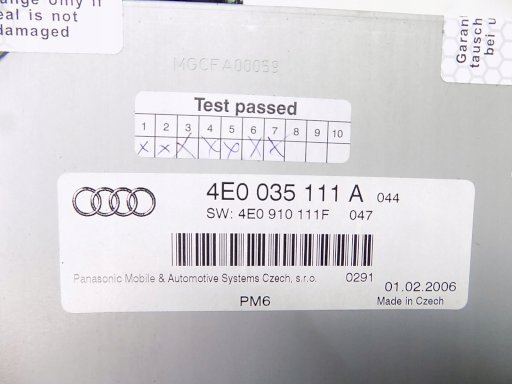 ange only if
eal is not
damaged
Garan
tausch
bei u
MGCFA00059
Test passed
1 2 3 4 5 6 7 8 9 10
X X X X X X X
4E0 035 111 A 044
SW: 4E0 910 111F 047
Panasonic Mobile & Automotive Systems Czech, s.r.o. 0291
01.02.2006
PM6
Made in Czech